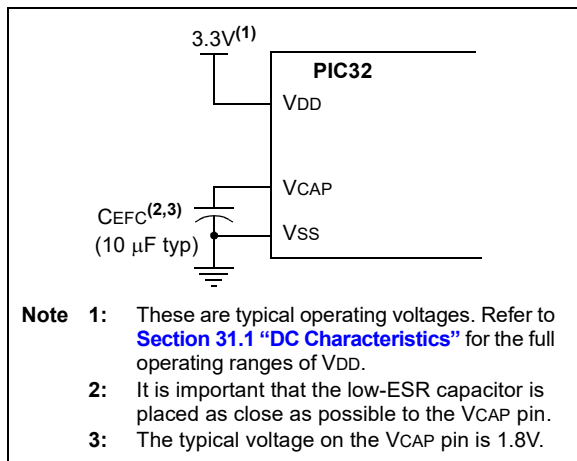 3.3V(1)
PIC32
VDD
VCAP
CEFC(2,3)
(10 μF typ)
VSS
Note 1: These are typical operating voltages. Refer to
Section 31.1 “DC Characteristics” for the full
operating ranges of VDD.
2: It is important that the low-ESR capacitor is
placed as close as possible to the VCAP pin.
3: The typical voltage on the VCAP pin is 1.8V.